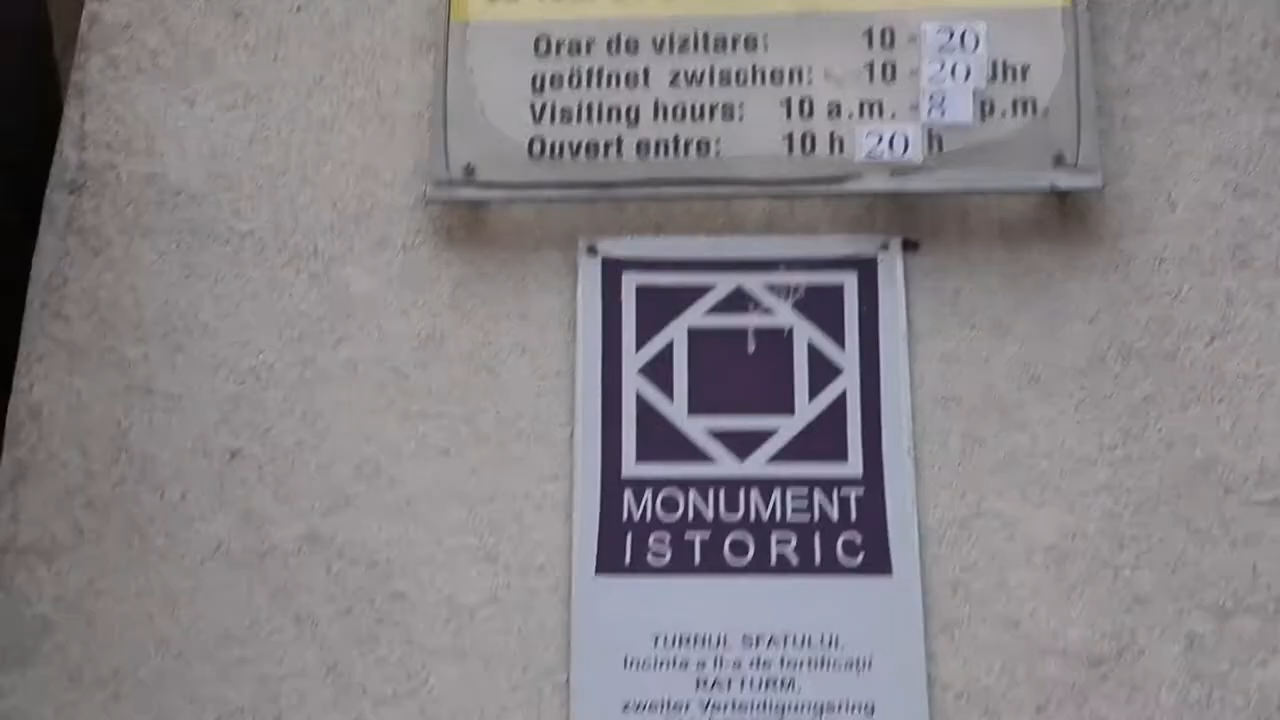 Orar de vizitare: 10 - 20
geöffnet zwischen: 10 - 20 Uhr
Visiting hours: 10 a.m. - 8 p.m.
Ouvert entre: 10 h 20 h
MONUMENT
ISTORIC
TURNUL SFATULUI,
Incinta a II-a de fortificaţii
RATTURM,
zweiter Verteidigungsring